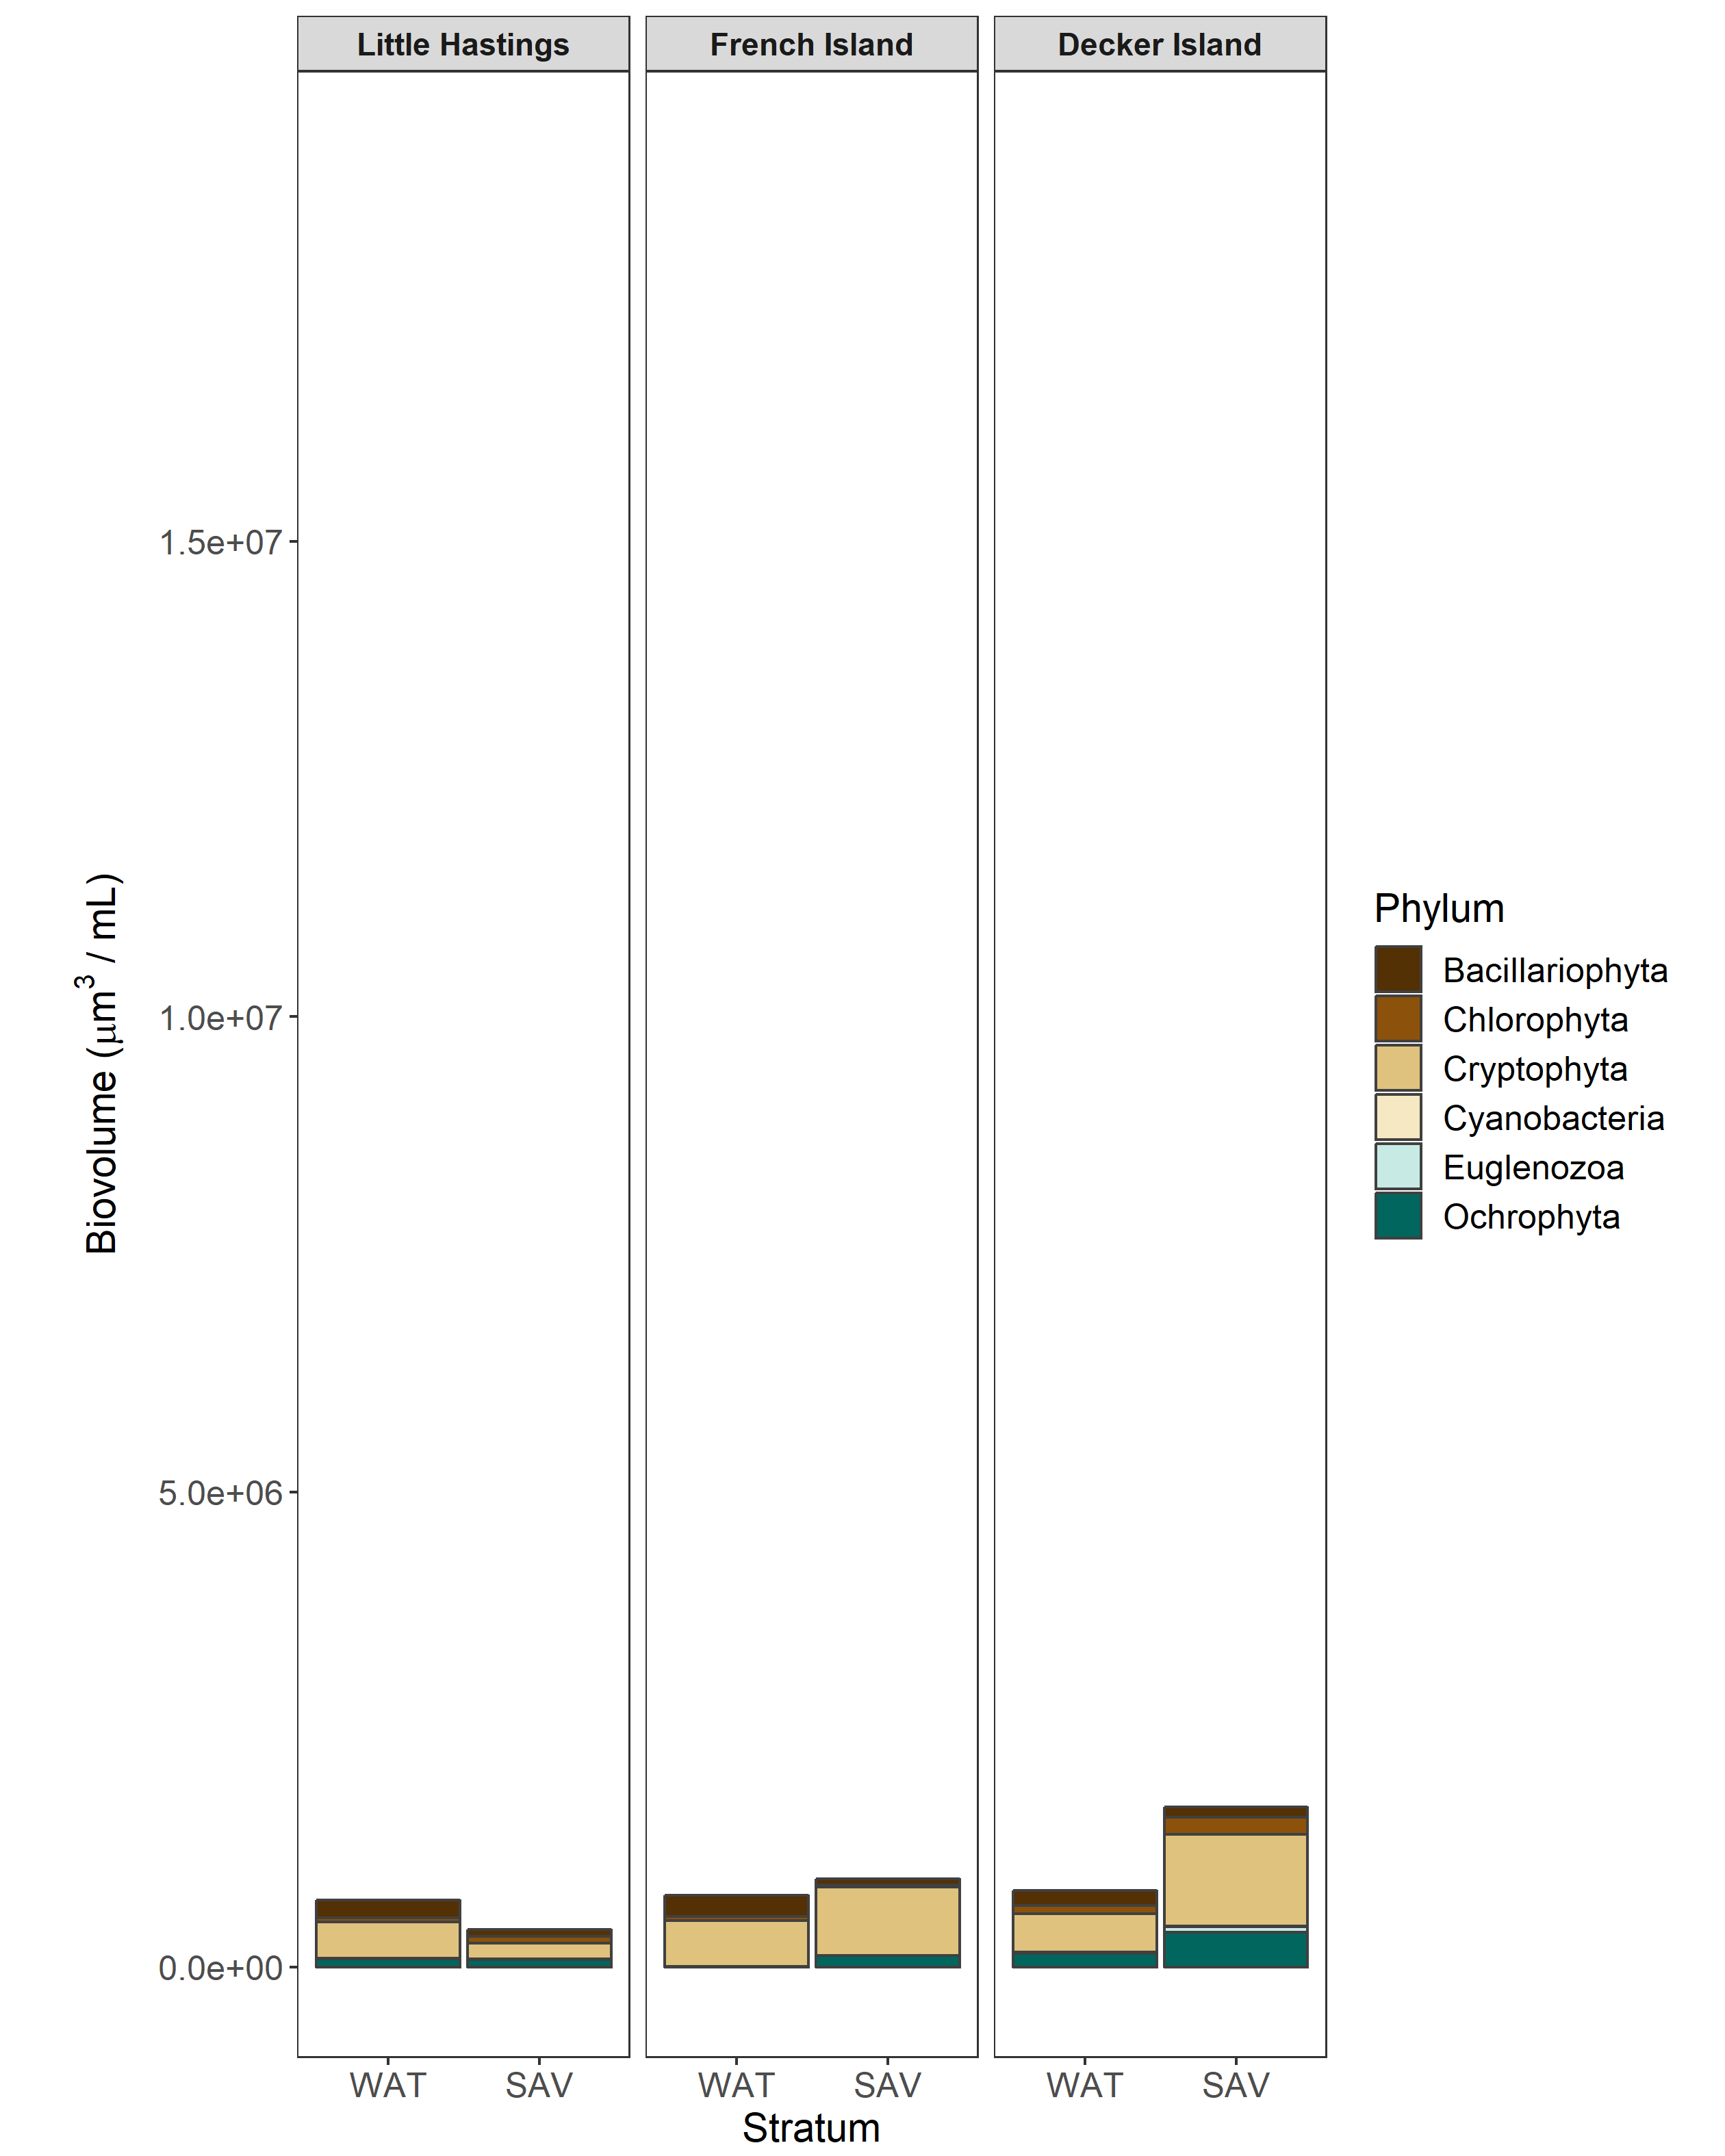 Little Hastings
French Island
Decker Island
1.5e+07
1.0e+07
5.0e+06
0.0e+00
Biovolume (μm³ / mL)
WAT SAV WAT SAV WAT SAV
Stratum
Phylum
Bacillariophyta
Chlorophyta
Cryptophyta
Cyanobacteria
Euglenozoa
Ochrophyta